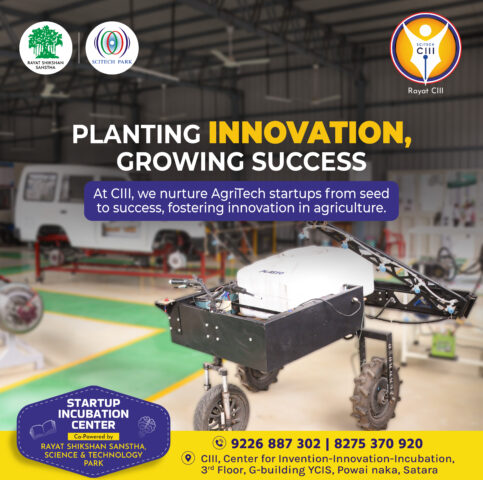 RAYAT SHIKSHAN
SANSTHA
SCITECH PARK
SCITECH
CIII
Rayat CIII
PLANTING INNOVATION,
GROWING SUCCESS
At CIII, we nurture AgriTech startups from seed
to success, fostering innovation in agriculture.
STARTUP
INCUBATION
CENTER
Co-Powered by
RAYAT SHIKSHAN SANSTHA,
SCIENCE & TECHNOLOGY
PARK
9226 887 302 | 8275 370 920
CIII, Center for Invention-Innovation-Incubation,
3rd Floor, G-building YCIS, Powai naka, Satara